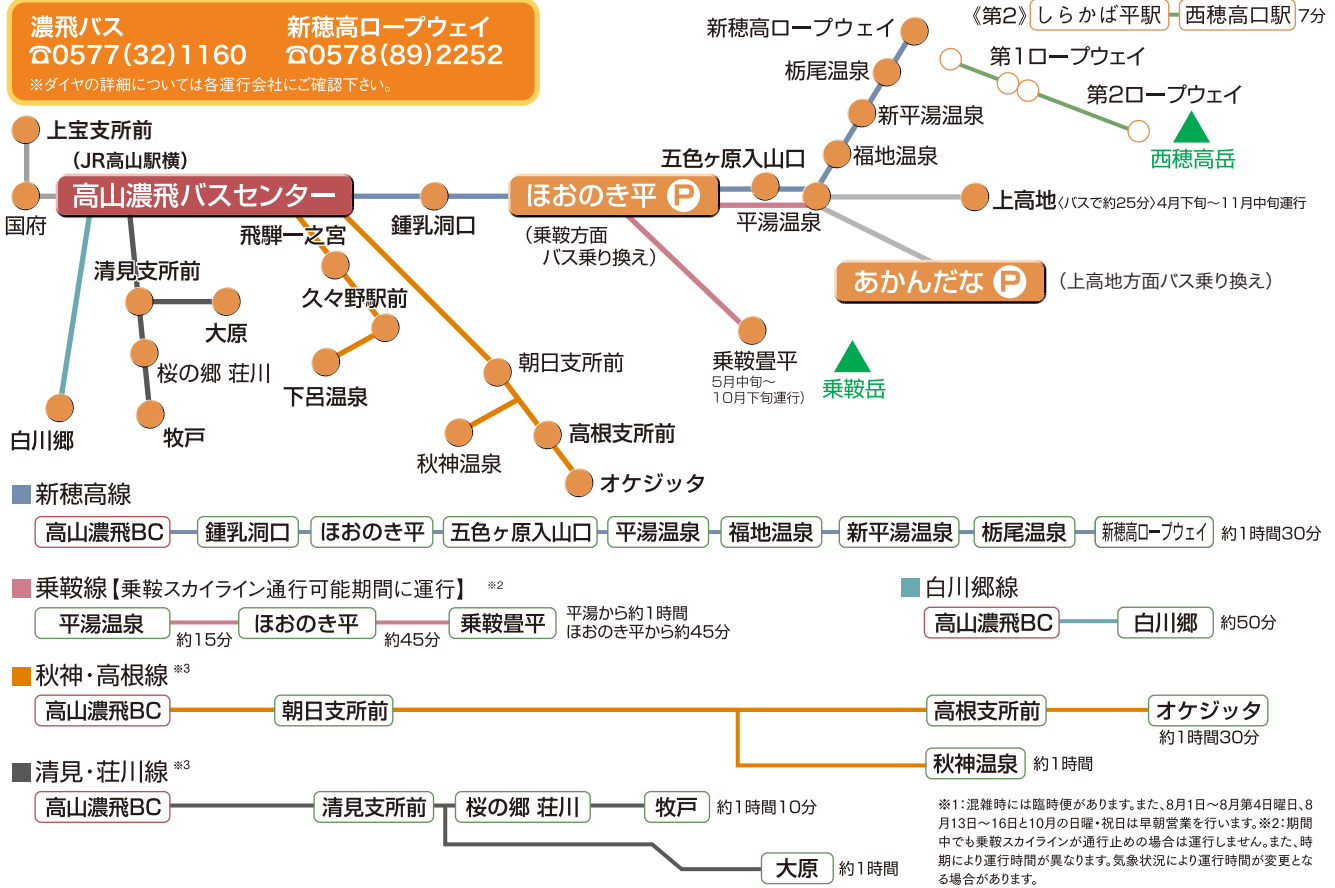 濃飛バス
☎0577(32)1160
新穂高ロープウェイ
☎0578(89)2252
※ダイヤの詳細については各運行会社にご確認下さい。
《第2》しらかば平駅 西穂高口駅 7分
新穂高ロープウェイ
栃尾温泉
新平湯温泉
福地温泉
第1ロープウェイ
第2ロープウェイ
西穂高岳
上宝支所前
(JR高山駅横)
国府
高山濃飛バスセンター
鍾乳洞口
ほおのき平 P
(乗鞍方面
バス乗り換え)
五色ヶ原入山口
平湯温泉
上高地〈バスで約25分〉4月下旬〜11月中旬運行
あかんだな P
(上高地方面バス乗り換え)
飛騨一之宮
清見支所前
久々野駅前
大原
桜の郷 荘川
下呂温泉
朝日支所前
乗鞍畳平
5月中旬〜
10月下旬運行)
乗鞍岳
白川郷
牧戸
秋神温泉
高根支所前
オケジッタ
新穂高線
高山濃飛BC 鍾乳洞口 ほおのき平 五色ヶ原入山口 平湯温泉 福地温泉 新平湯温泉 栃尾温泉 新穂高ロープウェイ 約1時間30分
乗鞍線【乗鞍スカイライン通行可能期間に運行】 ※2
平湯温泉 約15分 ほおのき平 約45分 乗鞍畳平
平湯から約1時間
ほおのき平から約45分
白川郷線
高山濃飛BC 白川郷 約50分
秋神・高根線 ※3
高山濃飛BC 朝日支所前 高根支所前 オケジッタ
約1時間30分
秋神温泉 約1時間
清見・荘川線 ※3
高山濃飛BC 清見支所前 桜の郷 荘川 牧戸 約1時間10分
大原 約1時間
※1:混雑時には臨時便があります。また、8月1日〜8月第4日曜日、8
月13日〜16日と10月の日曜・祝日は早朝営業を行います。※2:期間
中でも乗鞍スカイラインが通行止めの場合は運行しません。また、時
期により運行時間が異なります。気象状況により運行時間が変更とな
る場合があります。